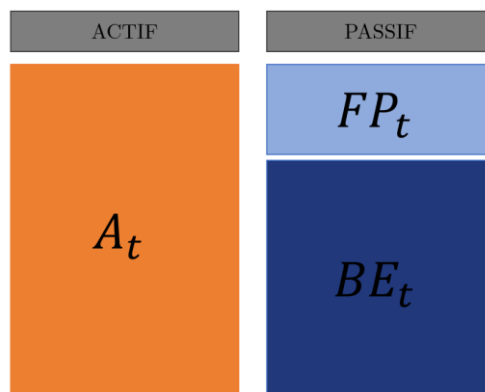 ACTIF
PASSIF
FP_t
A_t
BE_t